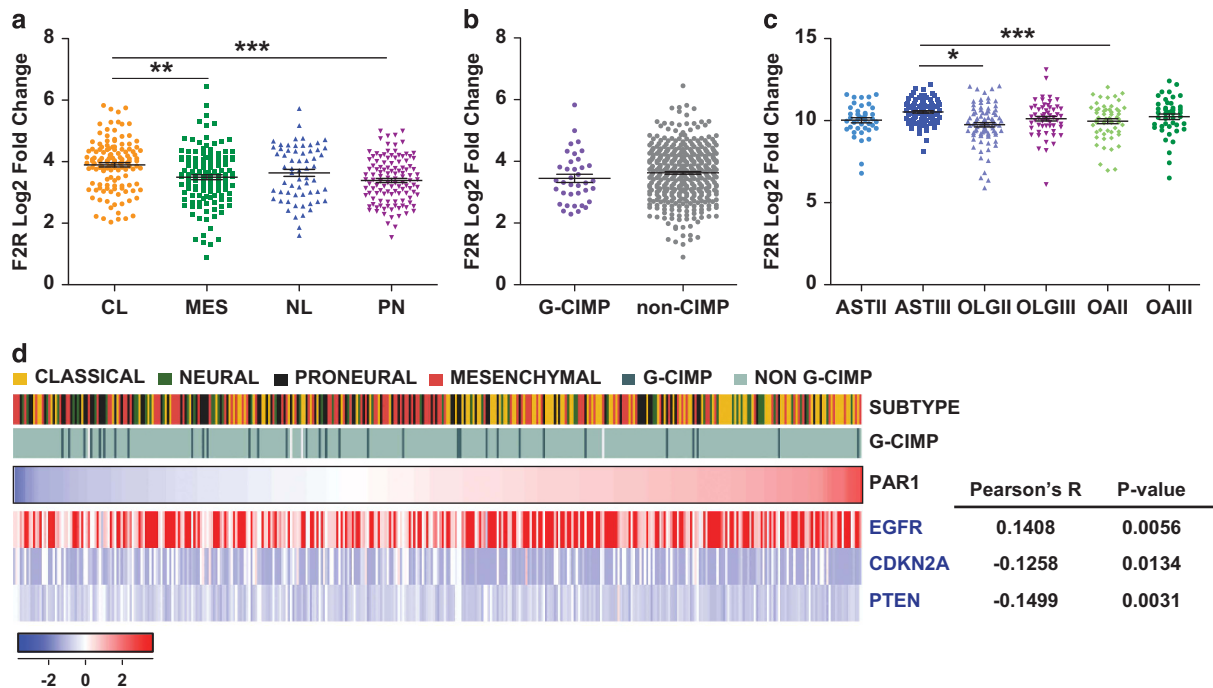 a
F2R Log2 Fold Change
8
6
4
2
0
***
**
CL MES NL PN
b
F2R Log2 Fold Change
8
6
4
2
0
G-CIMP non-CIMP
c
F2R Log2 Fold Change
15
10
5
0
***
*
ASTII ASTIII OLGII OLGIII OAII OAIII
d
CLASSICAL NEURAL PRONEURAL MESENCHYMAL G-CIMP NON G-CIMP
SUBTYPE
G-CIMP
PAR1
Pearson's R P-value
EGFR 0.1408 0.0056
CDKN2A -0.1258 0.0134
PTEN -0.1499 0.0031
-2 0 2